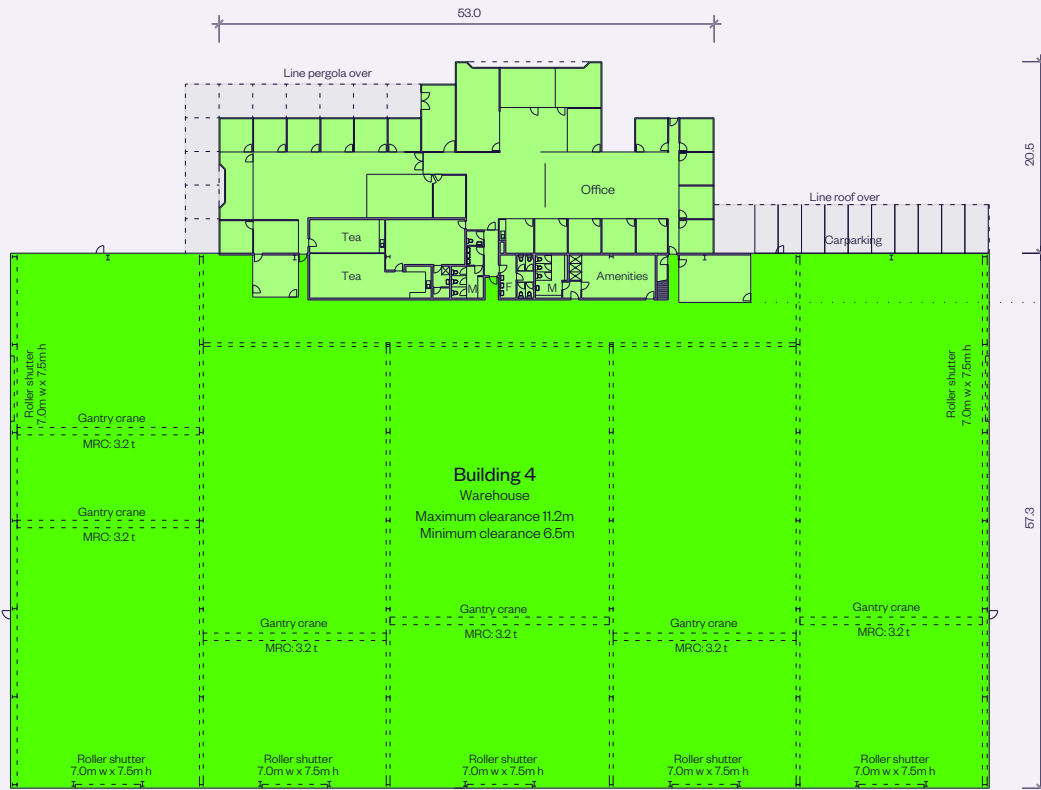 53.0
Line pergola over
20.5
Office
Line roof over
Tea
Carparking
Tea
M
F
M
Amenities
Roller shutter
7.0m w x 7.5m h
Roller shutter
7.0m w x 7.5m h
Gantry crane
MRC: 3.2 t
Building 4
Warehouse
Maximum clearance 11.2m
Minimum clearance 6.5m
Gantry crane
MRC: 3.2 t
57.3
Gantry crane
MRC: 3.2 t
Gantry crane
MRC: 3.2 t
Gantry crane
MRC: 3.2 t
Gantry crane
MRC: 3.2 t
Roller shutter
7.0m w x 7.5m h
Roller shutter
7.0m w x 7.5m h
Roller shutter
7.0m w x 7.5m h
Roller shutter
7.0m w x 7.5m h
Roller shutter
7.0m w x 7.5m h